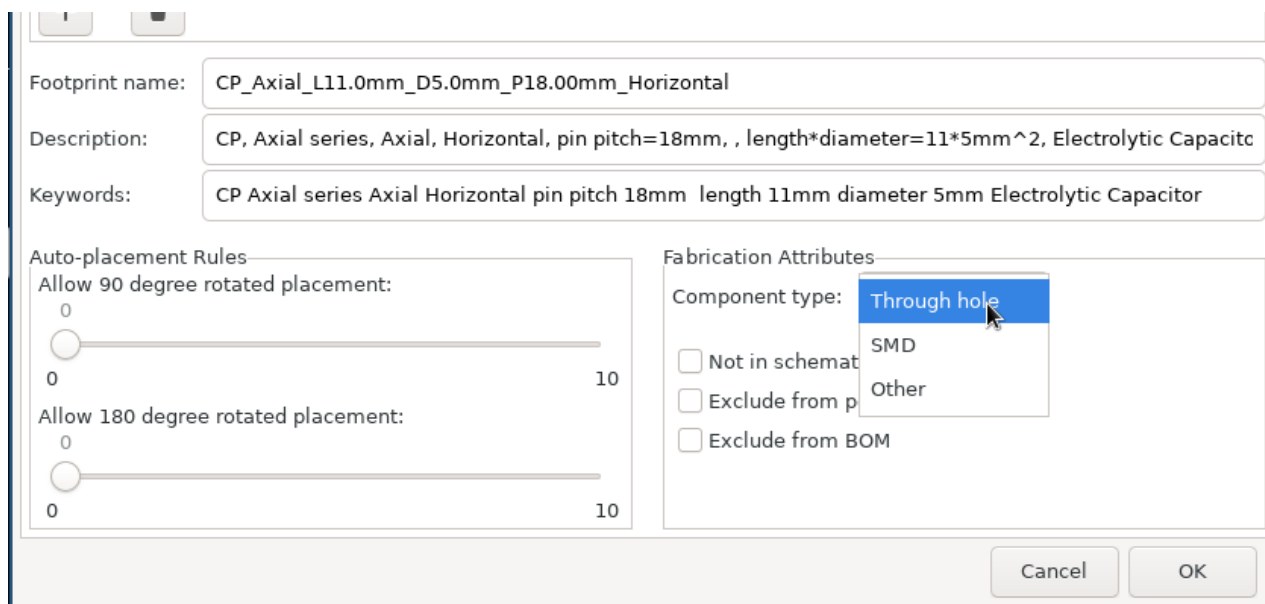 Footprint name: CP_Axial_L11.0mm_D5.0mm_P18.00mm_Horizontal
Description: CP, Axial series, Axial, Horizontal, pin pitch=18mm, , length*diameter=11*5mm^2, Electrolytic Capacito
Keywords: CP Axial series Axial Horizontal pin pitch 18mm  length 11mm diameter 5mm Electrolytic Capacitor
Auto-placement Rules
Allow 90 degree rotated placement:
0
0 10
Allow 180 degree rotated placement:
0
0 10
Fabrication Attributes
Component type: Through hole
SMD
Other
Not in schemat
Exclude from p
Exclude from BOM
Cancel OK